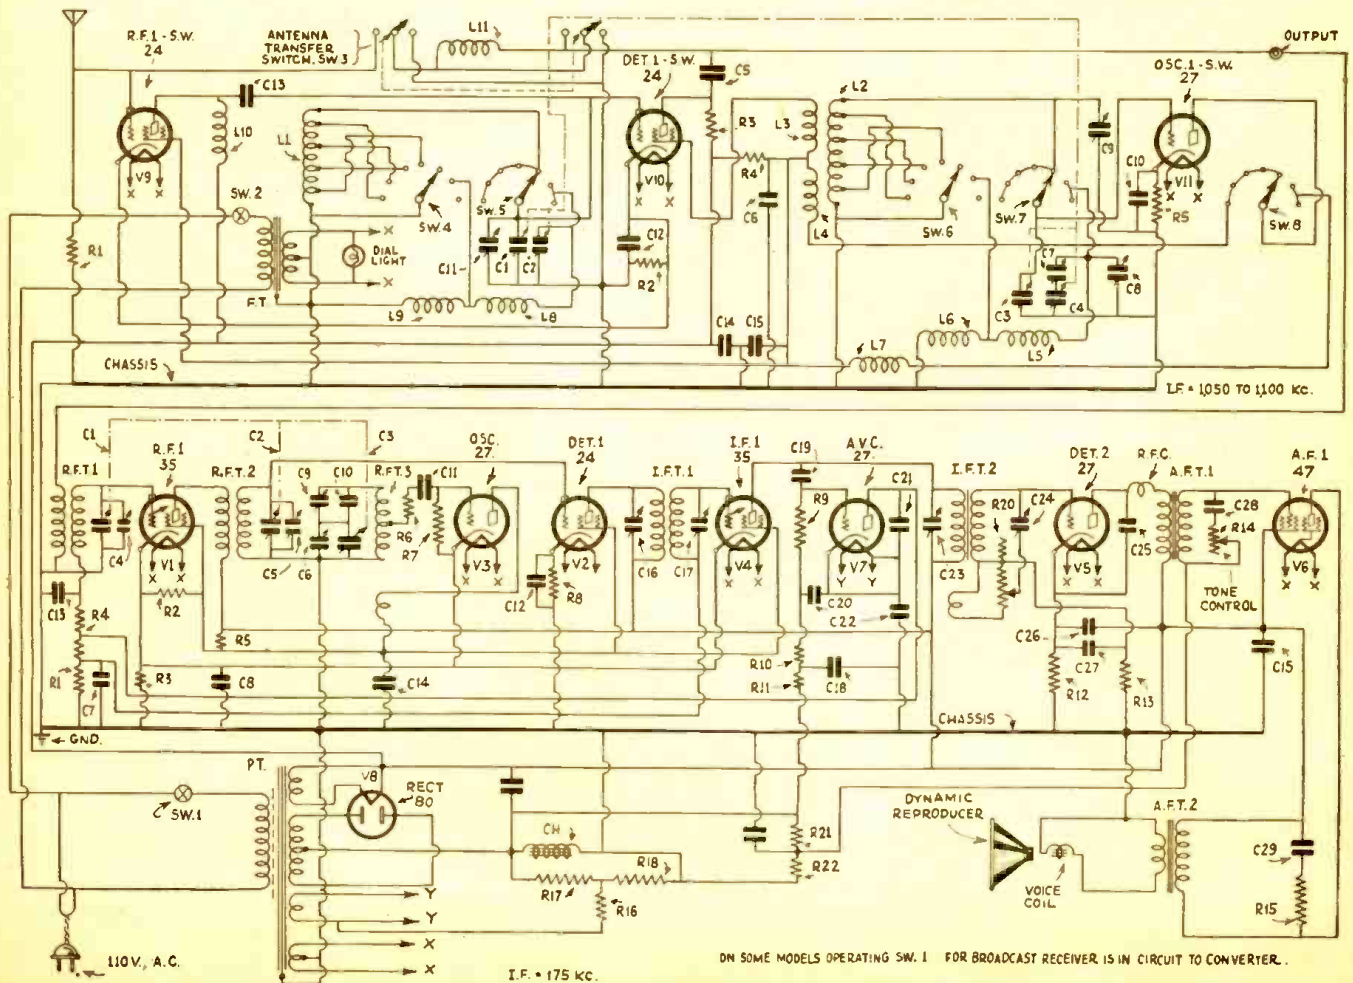 R.F.1 - S.W.
24
ANTENNA
TRANSFER
SWITCH, SW.3
L11
DET.1 - S.W.
24
C5
L2
OUTPUT
OSC.1 - S.W.
27
C13
L10
L1
R3
L3
R4
C9
C10
V9
X X
V10
X X
V11
X X
SW.2
SW.4
SW.5
C6
L4
SW.6
SW.7
R5
SW.8
R1
DIAL
LIGHT
X
X
C11
C1
C2
C12
R2
C3
C7
C4
C8
F.T.
L9
L8
C14
C15
L6
L7
L5
CHASSIS
I.F. = 1,050 TO 1,100 KC.
C1
R.F.1
35
C2
C3
OSC.
27
DET.1
24
I.F.1
35
C19
A.V.C.
27
DET.2
27
R.F.C.
A.F.1
47
R.F.T.1
R.F.T.2
C9
C10
R.F.T.3
C11
I.F.T.1
C21
I.F.T.2
A.F.T.1
R9
R20
C24
C28
R14
C4
R6
R7
C25
V1
X X
C5
C6
V3
X X
V2
X X
C16
C17
V4
X X
V7
Y Y
C23
V5
X X
V6
X X
C13
R2
C12
R8
C20
C22
TONE
CONTROL
R4
R5
C26
C27
C15
R1
C7
R3
C8
C14
R10
R11
C18
R12
R13
CHASSIS
GND.
P.T.
V8
RECT
80
SW.1
DYNAMIC
REPRODUCER
A.F.T.2
CH
R21
R22
R18
R17
R16
C29
VOICE
COIL
R15
Y
Y
X
X
110V., A.C.
I.F. = 175 KC.
ON SOME MODELS OPERATING SW. 1 FOR BROADCAST RECEIVER IS IN CIRCUIT TO CONVERTER.